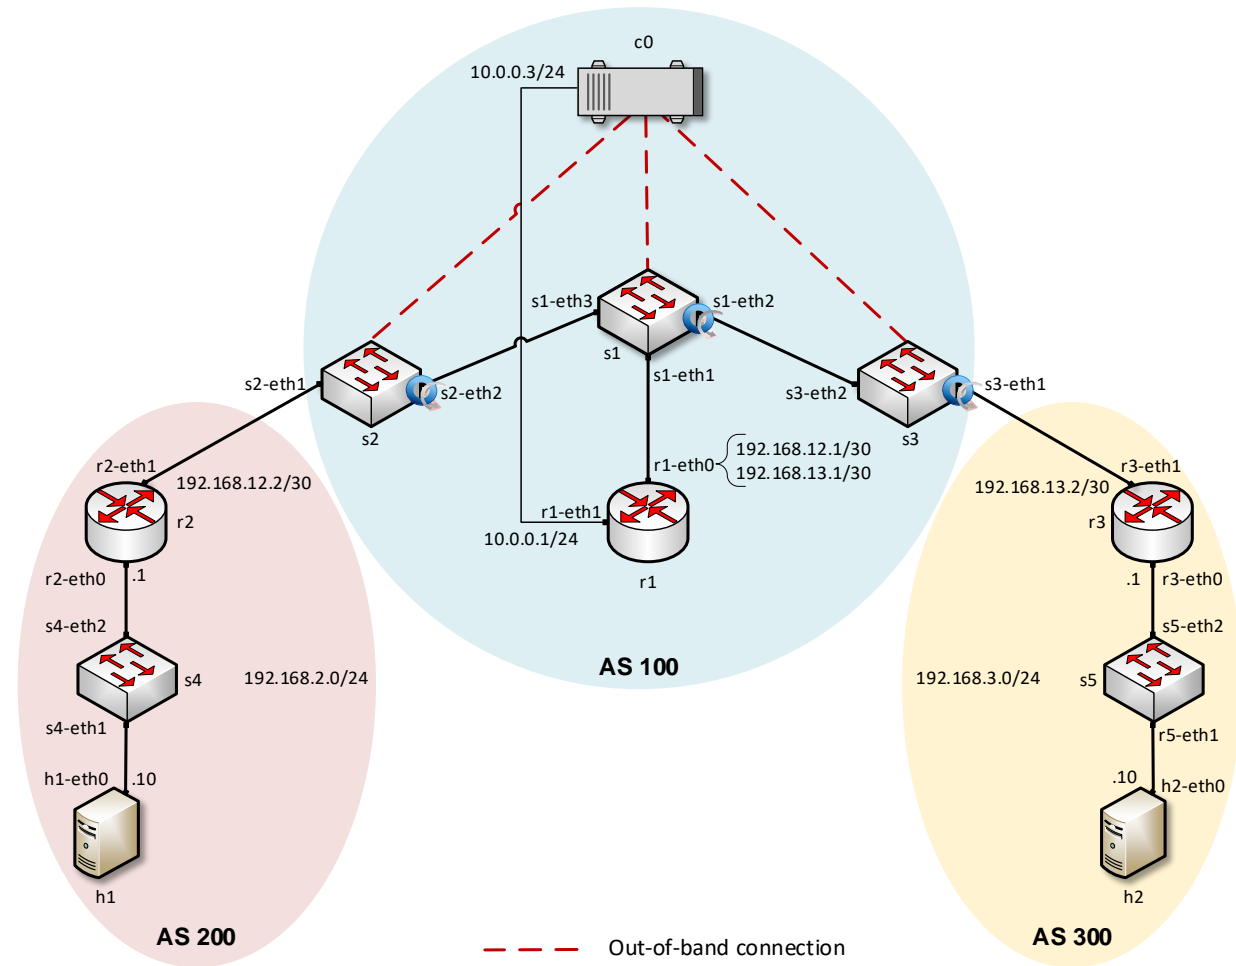 c0
10.0.0.3/24
s1-eth3
s1-eth2
s1
s1-eth1
s2-eth1
s2-eth2
s2
s3-eth2
s3-eth1
s3
r2-eth1
192.168.12.2/30
r2
r1-eth0
192.168.12.1/30
192.168.13.1/30
r1-eth1
10.0.0.1/24
r1
r3-eth1
192.168.13.2/30
r3
r2-eth0
.1
s4-eth2
s4
192.168.2.0/24
s4-eth1
h1-eth0
.10
h1
AS 200
AS 100
.1
r3-eth0
s5-eth2
192.168.3.0/24
s5
r5-eth1
.10
h2-eth0
h2
AS 300
Out-of-band connection